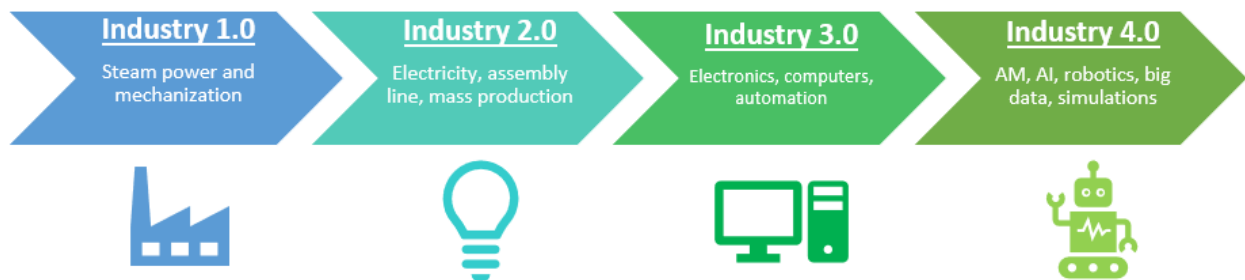 Industry 1.0
Steam power and
mechanization
Industry 2.0
Electricity, assembly
line, mass production
Industry 3.0
Electronics, computers,
automation
Industry 4.0
AM, AI, robotics, big
data, simulations